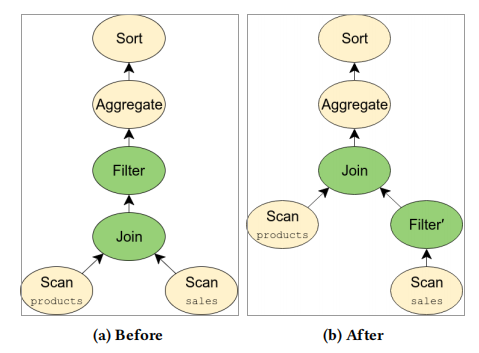 Sort
Aggregate
Filter
Join
Scan
products
Scan
sales
(a) Before
Sort
Aggregate
Join
Scan
products
Filter′
Scan
sales
(b) After